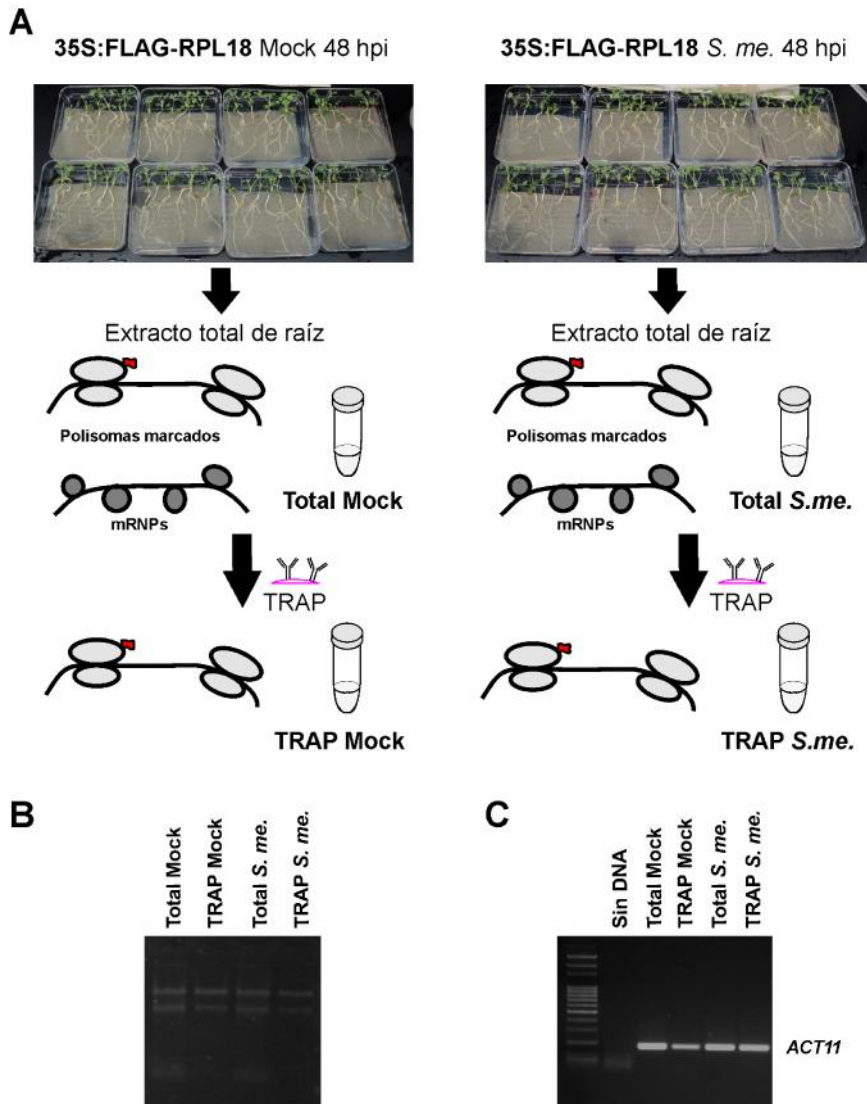 A
35S:FLAG-RPL18 Mock 48 hpi
35S:FLAG-RPL18 S. me. 48 hpi
Extracto total de raíz
Extracto total de raíz
Polisomas marcados
Polisomas marcados
Total Mock
Total S.me.
mRNPs
mRNPs
TRAP
TRAP
TRAP Mock
TRAP S.me.
B
Total Mock
TRAP Mock
Total S. me.
TRAP S. me.
C
Sin DNA
Total Mock
TRAP Mock
Total S. me.
TRAP S. me.
ACT11